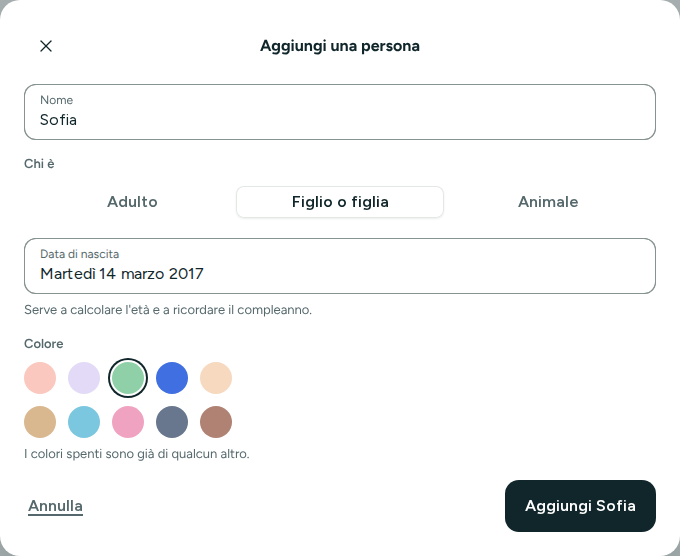 Aggiungi una persona
Nome
Sofia
Chi è
Adulto
Figlio o figlia
Animale
Data di nascita
Martedì 14 marzo 2017
Serve a calcolare l'età e a ricordare il compleanno.
Colore
I colori spenti sono già di qualcun altro.
Annulla
Aggiungi Sofia